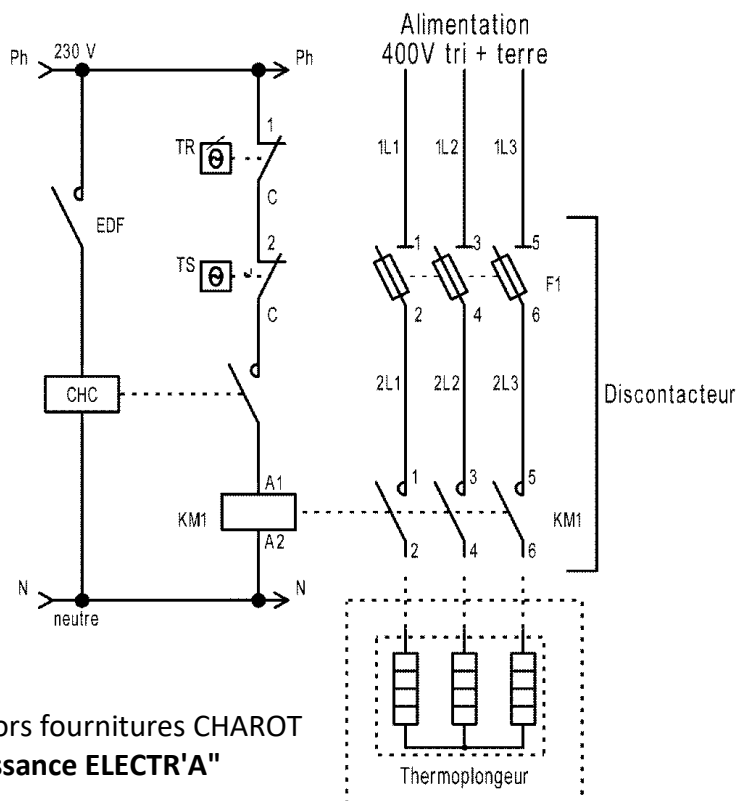 Alimentation
400V tri + terre
Ph
230 V
Ph
1
TR
θ
C
EDF
2
TS
θ
C
CHC
A1
KM1
A2
N
neutre
N
1L1
1L2
1L3
1
3
5
F1
2
4
6
2L1
2L2
2L3
Discontacteur
1
3
5
KM1
2
4
6
Thermoplongeur
ors fournitures CHAROT
ssance ELECTR'A"